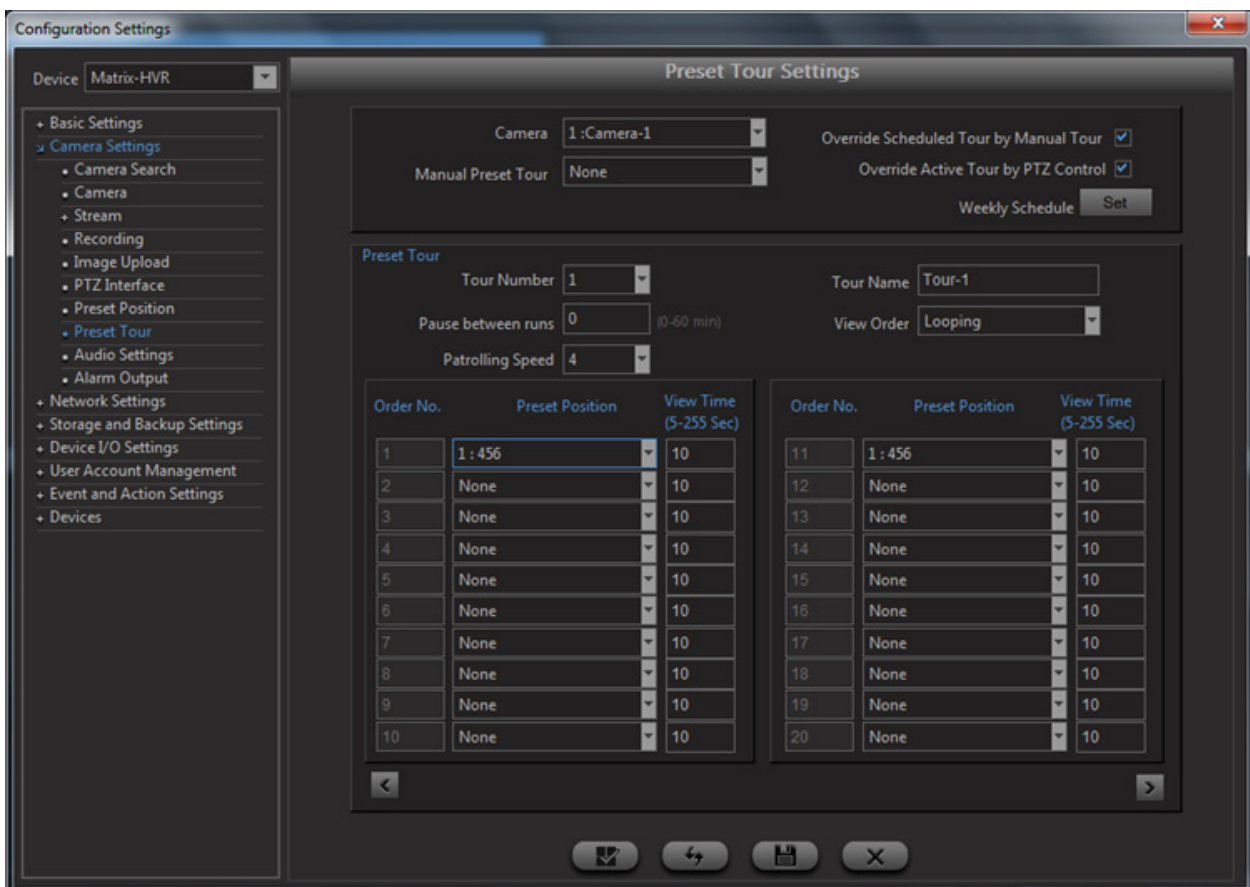 Configuration Settings
Device Matrix-HVR
+ Basic Settings
Camera Settings
• Camera Search
• Camera
+ Stream
• Recording
• Image Upload
• PTZ Interface
• Preset Position
• Preset Tour
• Audio Settings
• Alarm Output
+ Network Settings
+ Storage and Backup Settings
+ Device I/O Settings
+ User Account Management
+ Event and Action Settings
+ Devices
Preset Tour Settings
Camera 1 :Camera-1
Manual Preset Tour None
Override Scheduled Tour by Manual Tour
Override Active Tour by PTZ Control
Weekly Schedule Set
Preset Tour
Tour Number 1
Tour Name Tour-1
Pause between runs 0 (0-60 min)
View Order Looping
Patrolling Speed 4
Order No. Preset Position View Time (5-255 Sec)
1 1 : 456 10
2 None 10
3 None 10
4 None 10
5 None 10
6 None 10
7 None 10
8 None 10
9 None 10
10 None 10
Order No. Preset Position View Time (5-255 Sec)
11 1 : 456 10
12 None 10
13 None 10
14 None 10
15 None 10
16 None 10
17 None 10
18 None 10
19 None 10
20 None 10